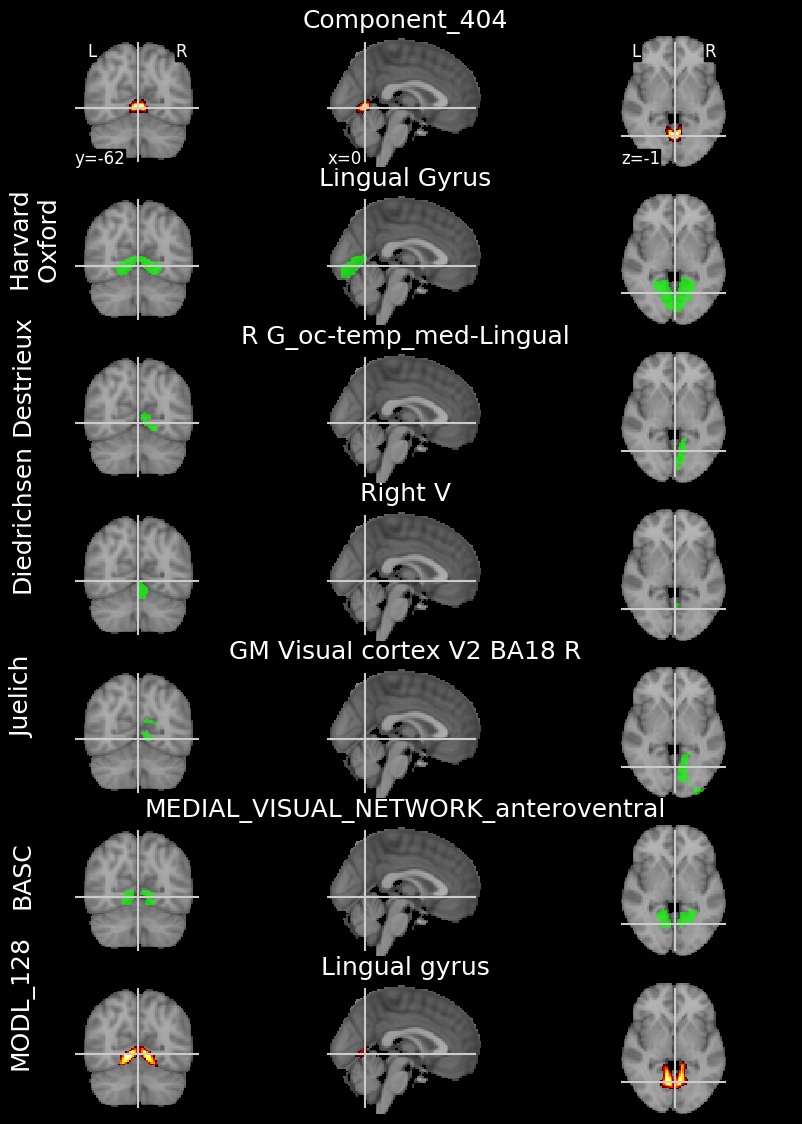 Component_404
L R L R
y=-62 x=0 z=-1
Lingual Gyrus
Harvard
Oxford
R G_oc-temp_med-Lingual
Destrieux
Right V
Diedrichsen
GM Visual cortex V2 BA18 R
Juelich
MEDIAL_VISUAL_NETWORK_anteroventral
BASC
Lingual gyrus
MODL_128